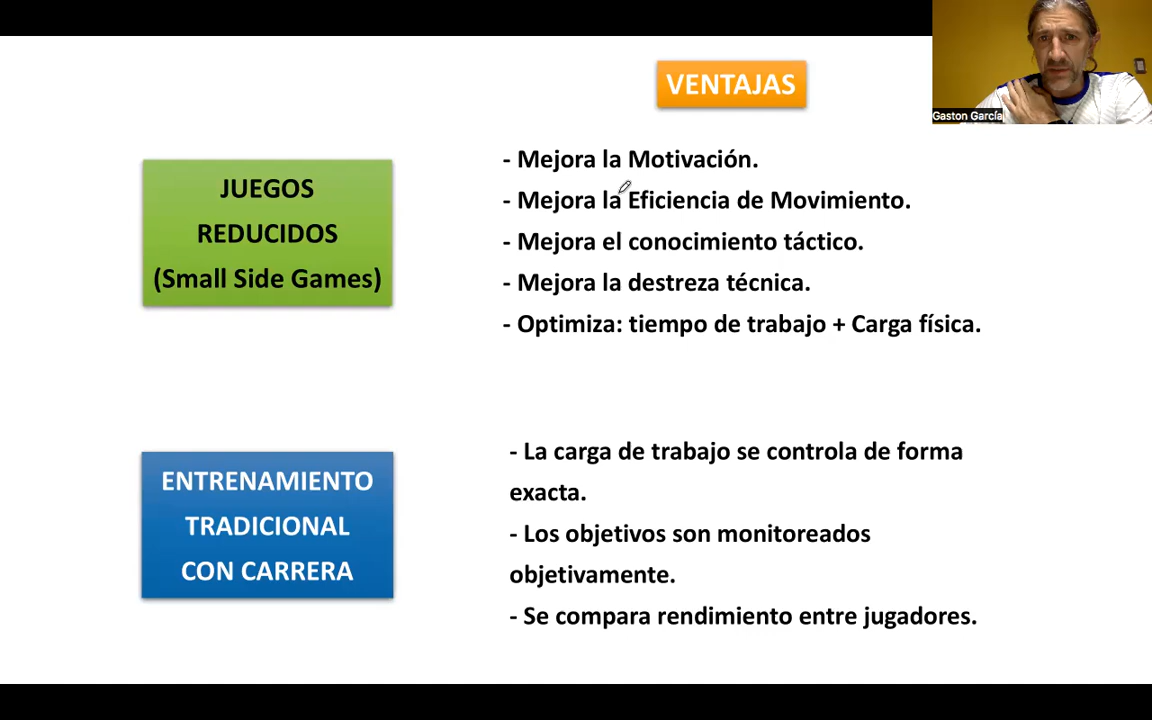 VENTAJAS
Gaston García
JUEGOS
REDUCIDOS
(Small Side Games)
- Mejora la Motivación.
- Mejora la Eficiencia de Movimiento.
- Mejora el conocimiento táctico.
- Mejora la destreza técnica.
- Optimiza: tiempo de trabajo + Carga física.
ENTRENAMIENTO
TRADICIONAL
CON CARRERA
- La carga de trabajo se controla de forma
exacta.
- Los objetivos son monitoreados
objetivamente.
- Se compara rendimiento entre jugadores.